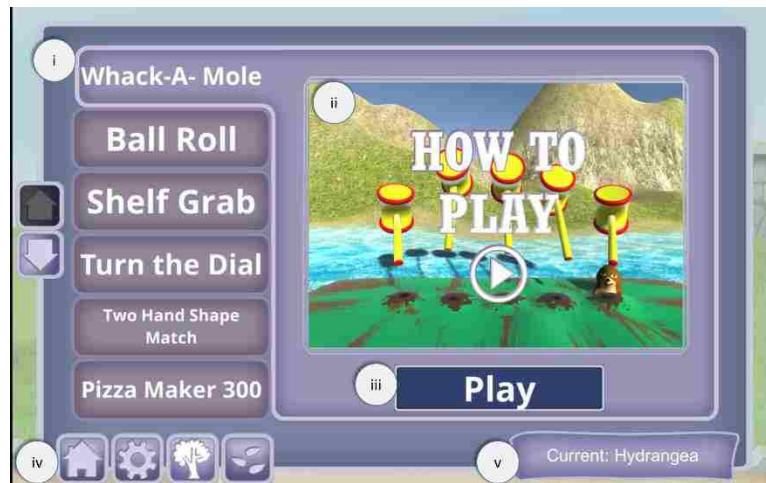 i
Whack-A- Mole
ii
HOW TO
PLAY
Ball Roll
Shelf Grab
Turn the Dial
Two Hand Shape
Match
Pizza Maker 300
iii
Play
iv
v
Current: Hydrangea